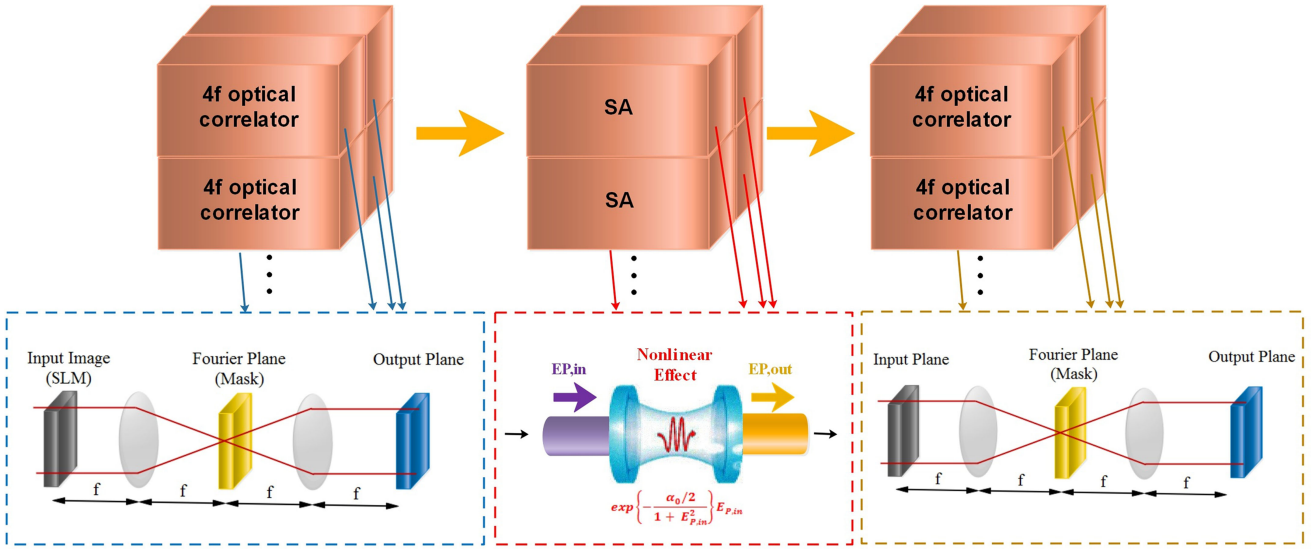 4f optical
correlator
4f optical
correlator
SA
SA
4f optical
correlator
4f optical
correlator
Input Image
(SLM)
Fourier Plane
(Mask)
Output Plane
f
f
f
f
EP,in
Nonlinear
Effect
EP,out
exp{-α₀/2 / 1 + E²P,in}EP,in
Input Plane
Fourier Plane
(Mask)
Output Plane
f
f
f
f